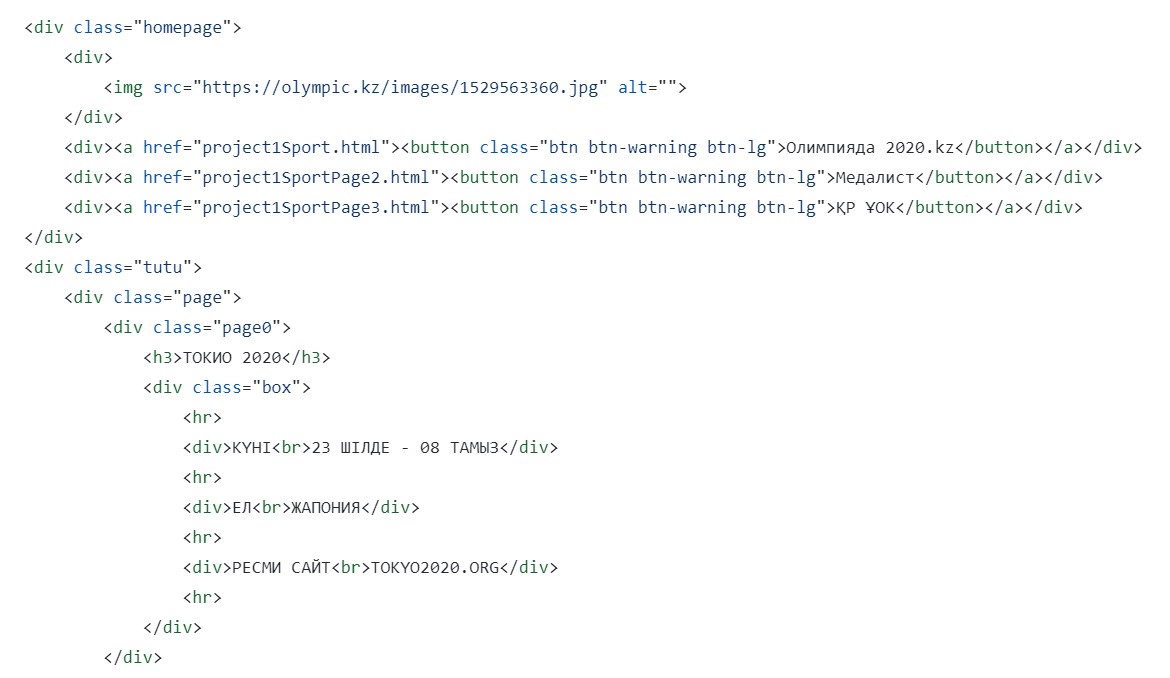 <div class="homepage">
    <div>
        <img src="https://olympic.kz/images/1529563360.jpg" alt="">
    </div>
    <div><a href="project1Sport.html"><button class="btn btn-warning btn-lg">Олимпияда 2020.kz</button></a></div>
    <div><a href="project1SportPage2.html"><button class="btn btn-warning btn-lg">Медалист</button></a></div>
    <div><a href="project1SportPage3.html"><button class="btn btn-warning btn-lg">ҚР ҰОК</button></a></div>
</div>
<div class="tutu">
    <div class="page">
        <div class="page0">
            <h3>ТОКИО 2020</h3>
            <div class="box">
                <hr>
                <div>КҮНІ<br>23 ШІЛДЕ - 08 ТАМЫЗ</div>
                <hr>
                <div>ЕЛ<br>ЖАПОНИЯ</div>
                <hr>
                <div>РЕСМИ САЙТ<br>TOKYO2020.ORG</div>
                <hr>
            </div>
        </div>